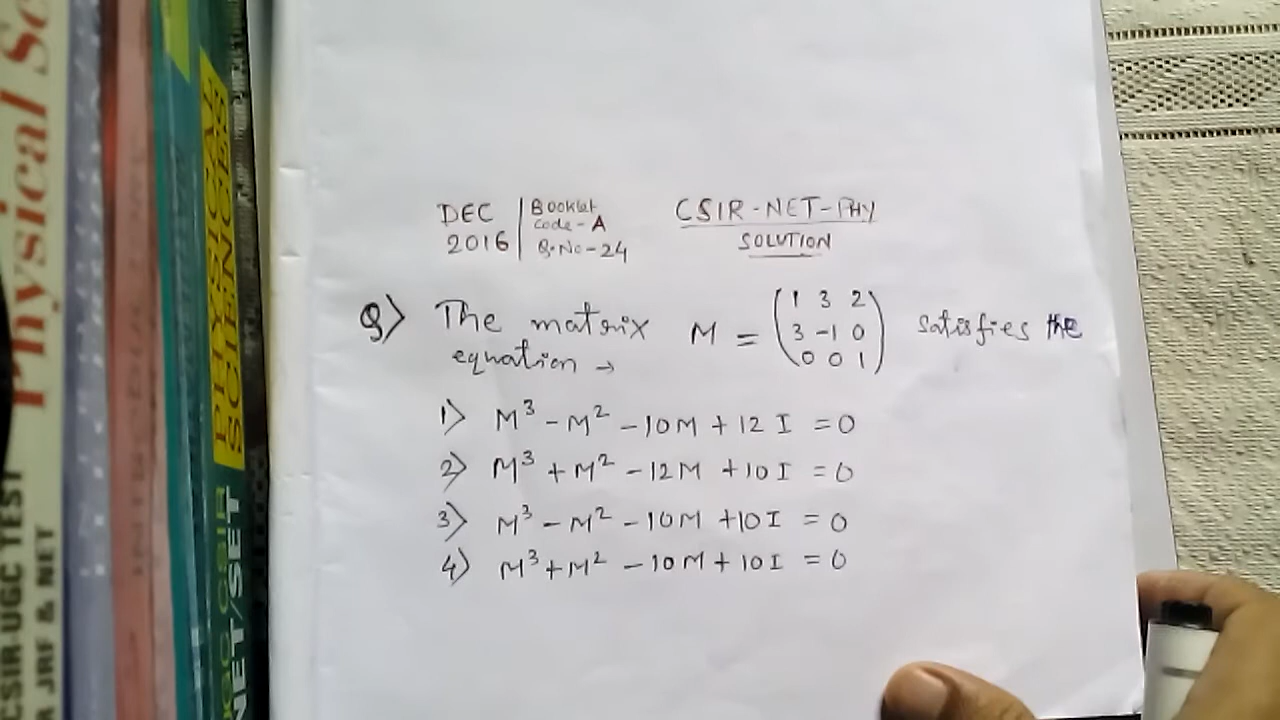 Physical Sc
CSIR-UGC TEST
R JRF & NET
PHYSICAL
SCIENCES
UGC CSIR
NET/SET
DEC 2016
Booklet
Code - A
Q.No - 24
CSIR-NET-PHY
SOLUTION
Q) The matrix M = (1 3 2
3 -1 0
0 0 1) satisfies the
equation →
1) M³ - M² - 10M + 12 I = 0
2) M³ + M² - 12M + 10 I = 0
3) M³ - M² - 10M + 10 I = 0
4) M³ + M² - 10M + 10 I = 0